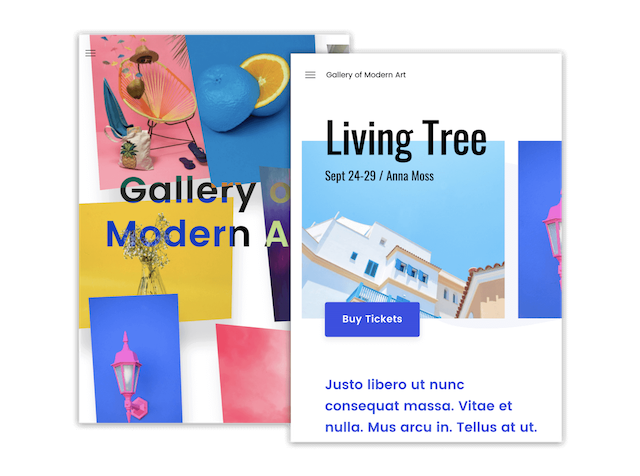 Gallery of
Modern A
Gallery of Modern Art
Living Tree
Sept 24-29 / Anna Moss
Buy Tickets
Justo libero ut nunc
consequat massa. Vitae et
nulla. Mus arcu in. Tellus at ut.